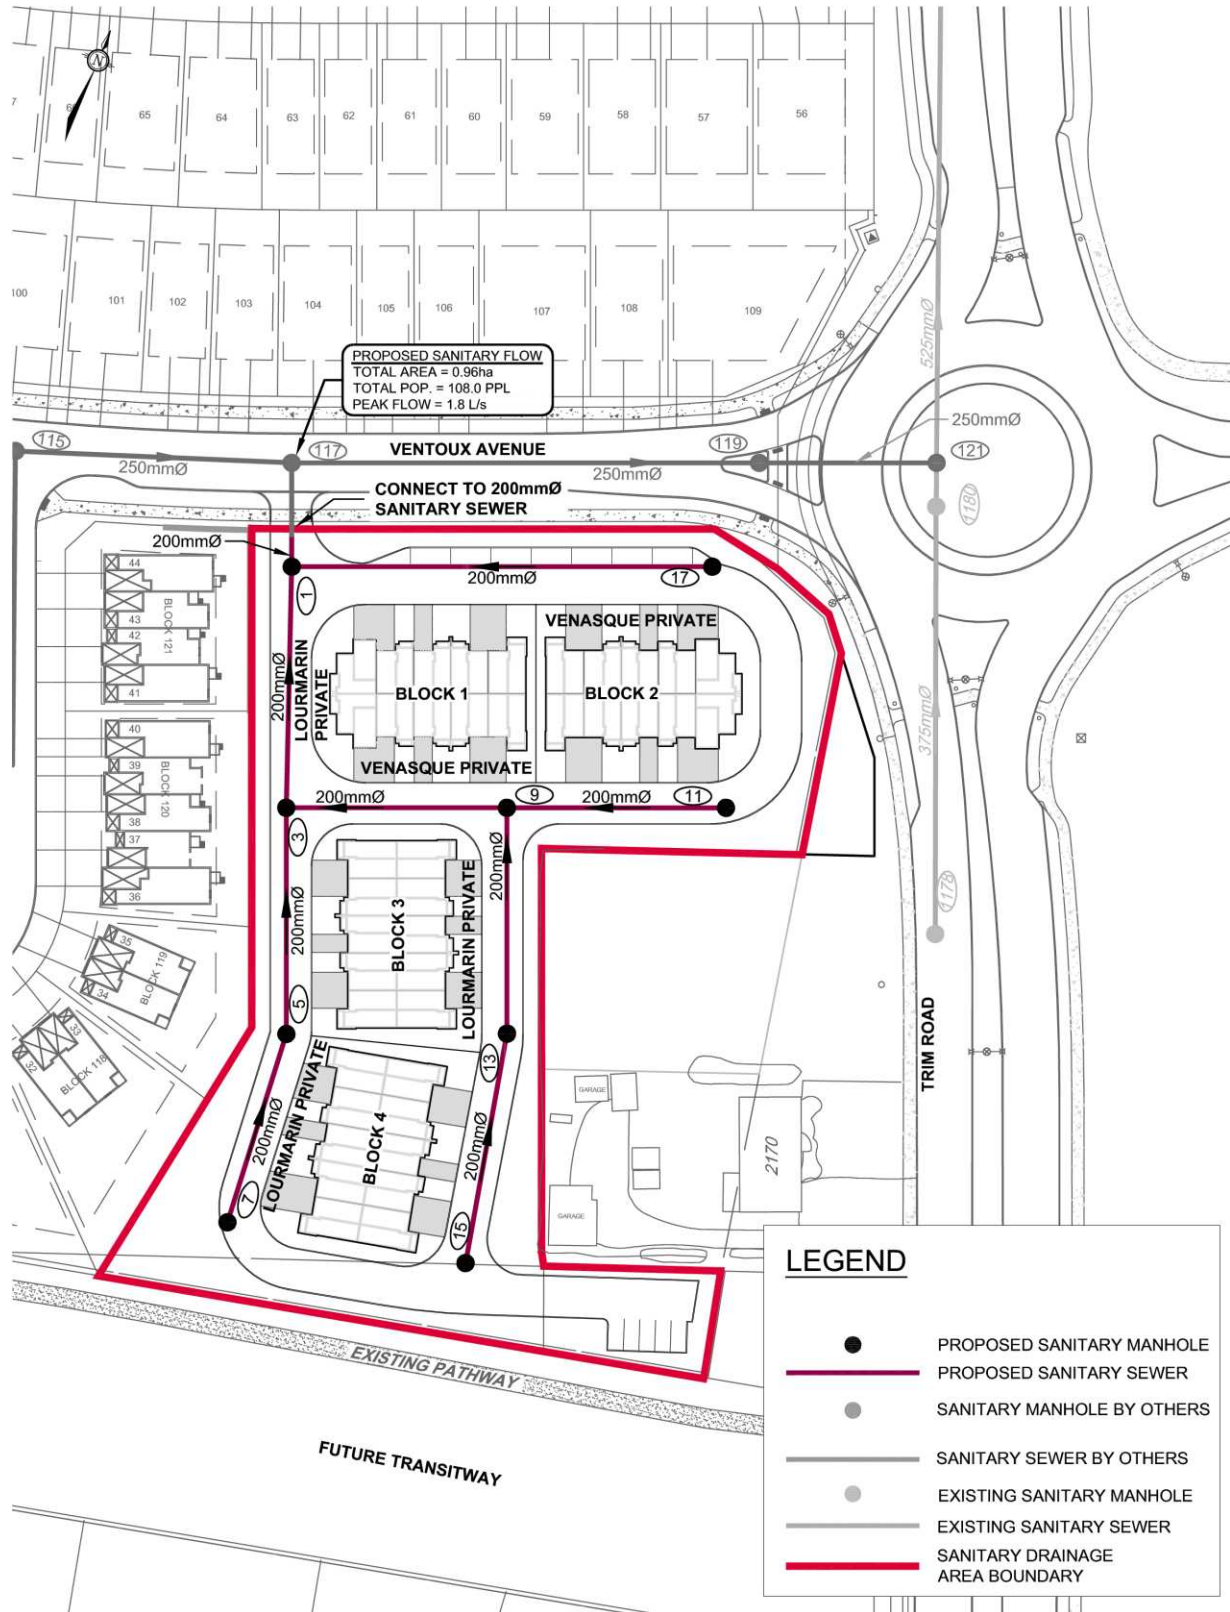 N
65
64
63
62
61
60
59
58
57
56
100
101
102
103
104
105
106
107
108
109
PROPOSED SANITARY FLOW
TOTAL AREA = 0.96ha
TOTAL POP. = 108.0 PPL
PEAK FLOW = 1.8 L/s
525mmØ
115
117
VENTOUX AVENUE
119
250mmØ
121
250mmØ
250mmØ
CONNECT TO 200mmØ
SANITARY SEWER
1180
200mmØ
1
200mmØ
17
44
43
42
41
BLOCK 121
VENASQUE PRIVATE
LOURMARIN
PRIVATE
200mmØ
BLOCK 1
BLOCK 2
375mmØ
40
39
38
37
36
BLOCK 120
VENASQUE PRIVATE
200mmØ
9
200mmØ
11
3
200mmØ
BLOCK 3
LOURMARIN PRIVATE
200mmØ
1178
35
34
BLOCK 119
33
32
BLOCK 118
5
13
LOURMARIN PRIVATE
200mmØ
BLOCK 4
200mmØ
7
15
TRIM ROAD
GARAGE
2170
GARAGE
EXISTING PATHWAY
FUTURE TRANSITWAY
LEGEND
PROPOSED SANITARY MANHOLE
PROPOSED SANITARY SEWER
SANITARY MANHOLE BY OTHERS
SANITARY SEWER BY OTHERS
EXISTING SANITARY MANHOLE
EXISTING SANITARY SEWER
SANITARY DRAINAGE
AREA BOUNDARY